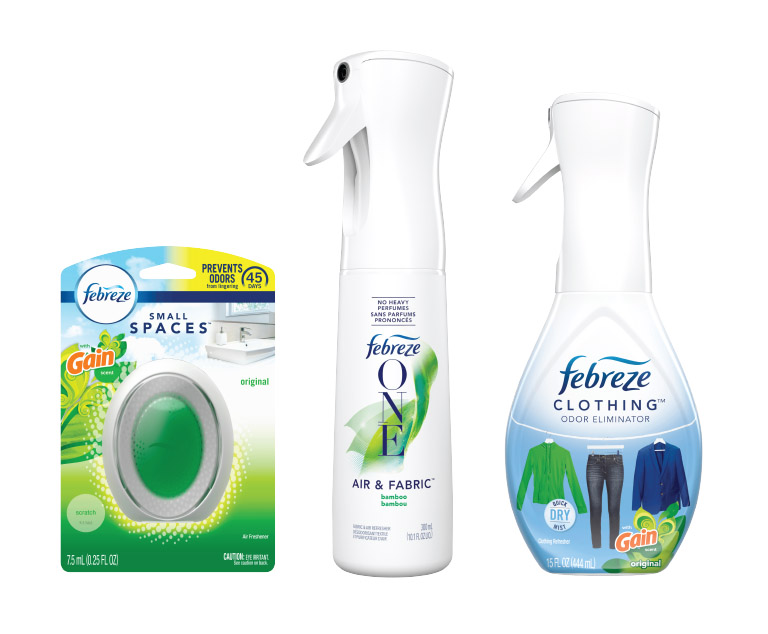 febreze
PREVENTS
ODORS
from lingering
45
DAYS
SMALL
SPACES™
with
Gain
scent
original
scratch
Air Freshener
7.5 mL (0.25 FL OZ)
CAUTION: EYE IRRITANT.
See caution on back.
NO HEAVY
PERFUMES
SANS PARFUMS
PRONONCÉS
febreze
ONE
AIR & FABRIC™
bamboo
bambou
300 mL
(10.1 FL OZ/OC)
febreze
CLOTHING™
ODOR ELIMINATOR
QUICK
DRY
MIST
Clothing Refresher
with
Gain
scent
original
15 FL OZ (444 mL)